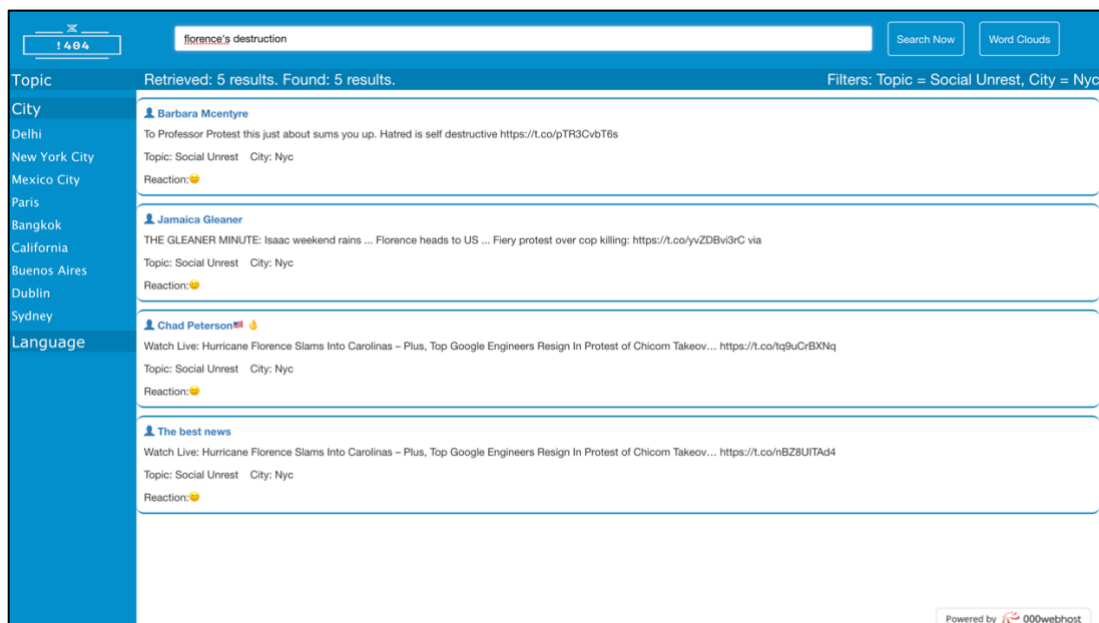 !404
florence's destruction
Search Now
Word Clouds
Topic
Retrieved: 5 results. Found: 5 results.
Filters: Topic = Social Unrest, City = Nyc
City
Delhi
New York City
Mexico City
Paris
Bangkok
California
Buenos Aires
Dublin
Sydney
Language
Barbara Mcentyre
To Professor Protest this just about sums you up. Hatred is self destructive https://t.co/pTR3CvbT6s
Topic: Social Unrest City: Nyc
Reaction:😀
Jamaica Gleaner
THE GLEANER MINUTE: Isaac weekend rains ... Florence heads to US ... Fiery protest over cop killing: https://t.co/yvZDBvi3rC via
Topic: Social Unrest City: Nyc
Reaction:😀
Chad Peterson🇺🇸 👌
Watch Live: Hurricane Florence Slams Into Carolinas – Plus, Top Google Engineers Resign In Protest of Chicom Takeov… https://t.co/tq9uCrBXNq
Topic: Social Unrest City: Nyc
Reaction:😀
The best news
Watch Live: Hurricane Florence Slams Into Carolinas – Plus, Top Google Engineers Resign In Protest of Chicom Takeov… https://t.co/nBZ8UlTAd4
Topic: Social Unrest City: Nyc
Reaction:😀
Powered by 000webhost